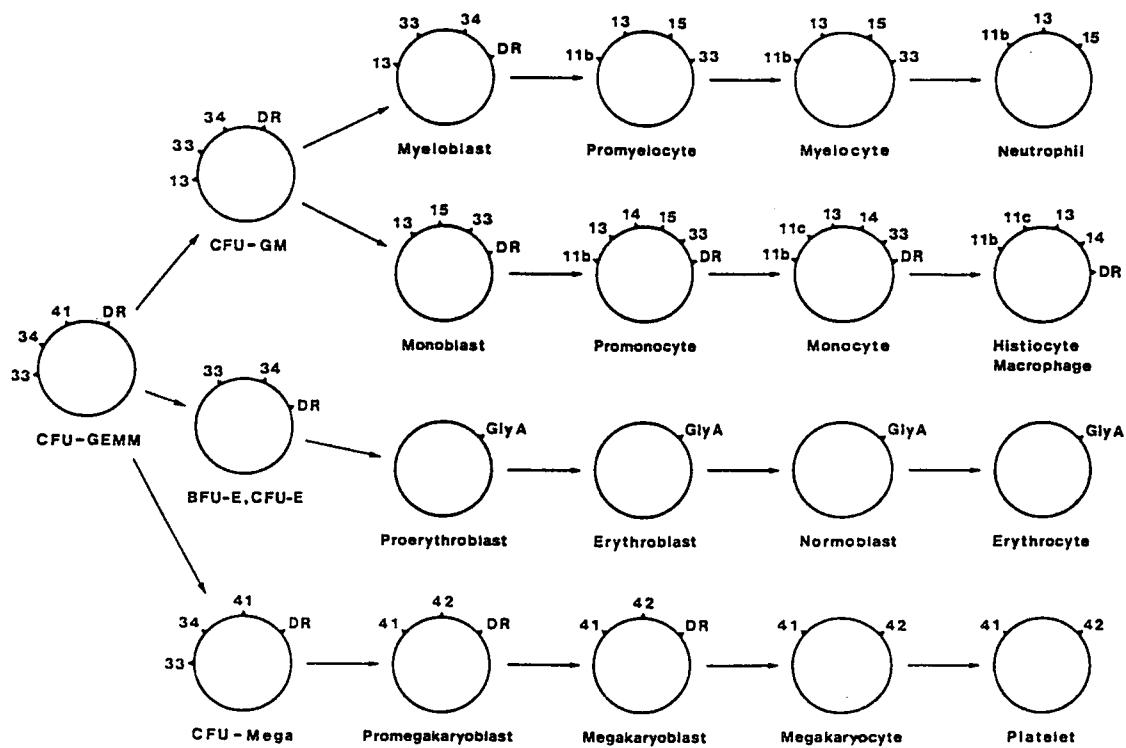 33 34 DR 13
Myeloblast
13 15 11b 33
Promyelocyte
13 15 11b 33
Myelocyte
13 11b 15
Neutrophil
34 DR 33 13
CFU-GM
13 15 33 DR
Monoblast
14 13 15 33 11b DR
Promonocyte
13 11c 14 33 11b DR
Monocyte
11c 13 11b 14 DR
Histiocyte
Macrophage
41 DR 34 33
CFU-GEMM
33 34 DR
BFU-E,CFU-E
GlyA
Proerythroblast
GlyA
Erythroblast
GlyA
Normoblast
GlyA
Erythrocyte
41 34 DR 33
CFU-Mega
42 41 DR
Promegakaryoblast
42 41 DR
Megakaryoblast
41 42
Megakaryocyte
41 42
Platelet